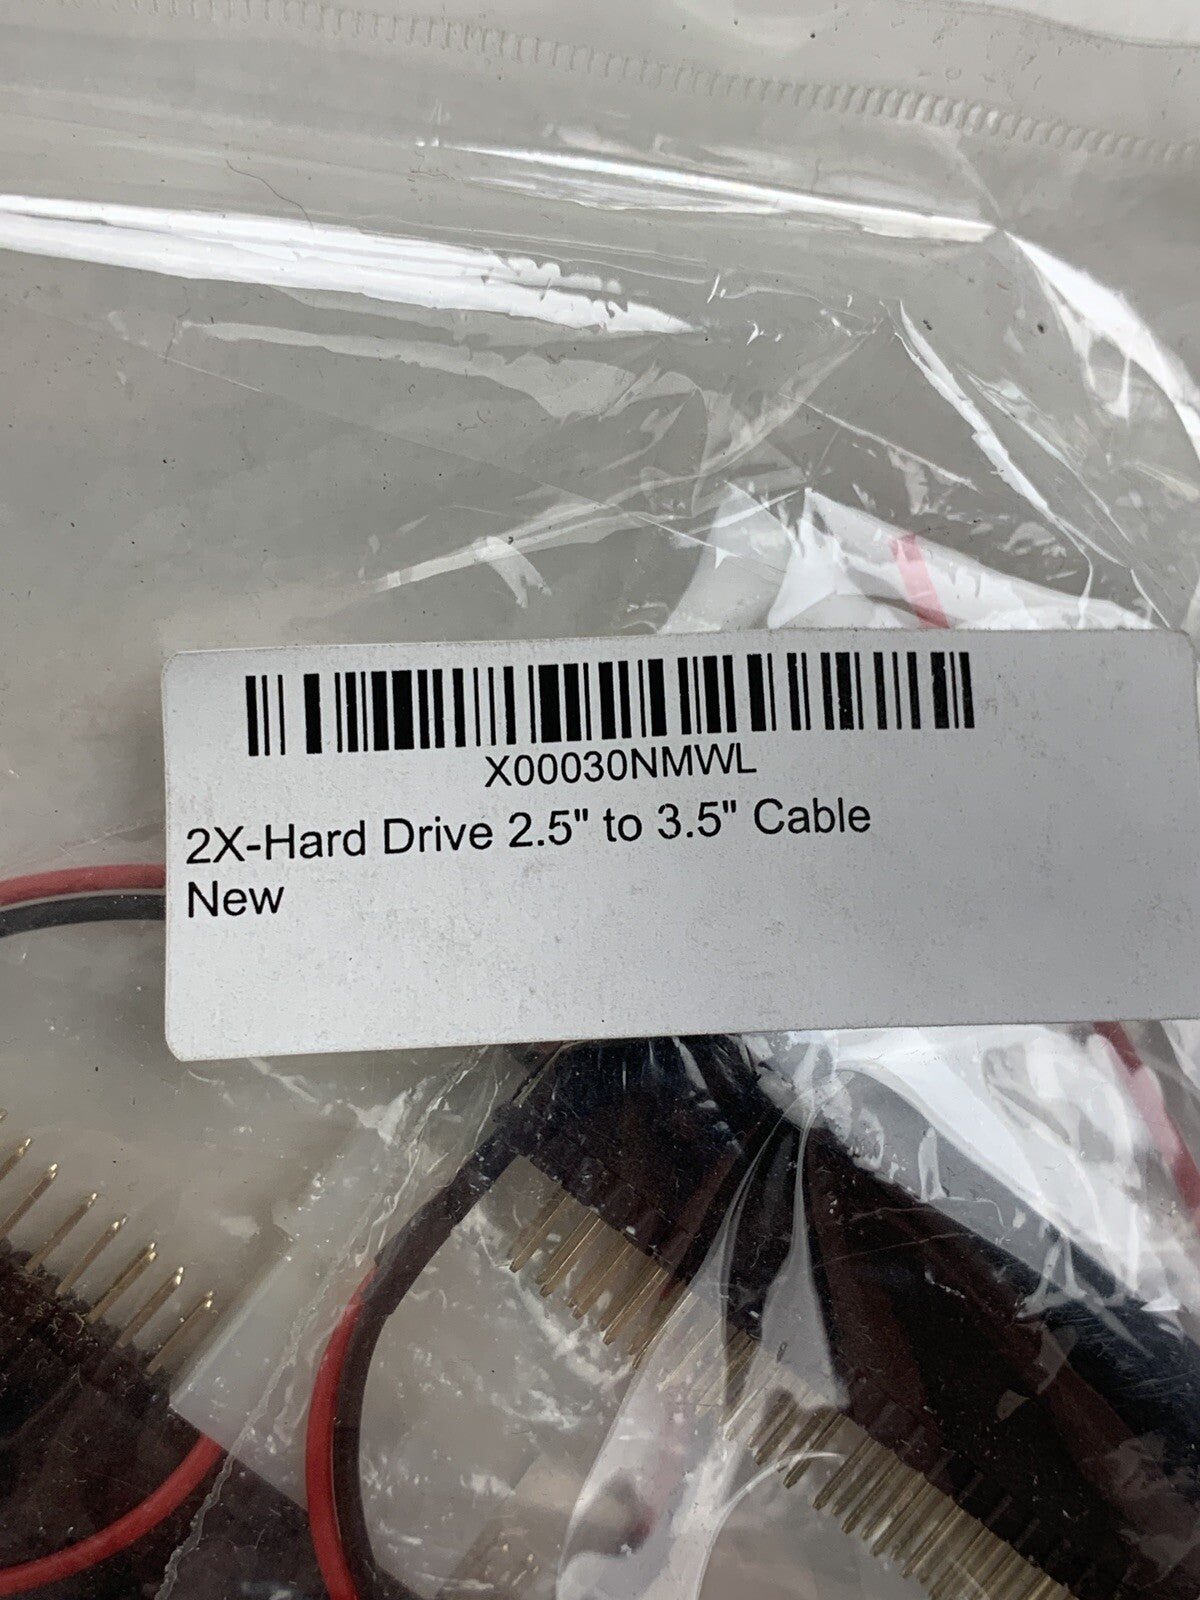 X00030NMWL
2X-Hard Drive 2.5" to 3.5" Cable
New